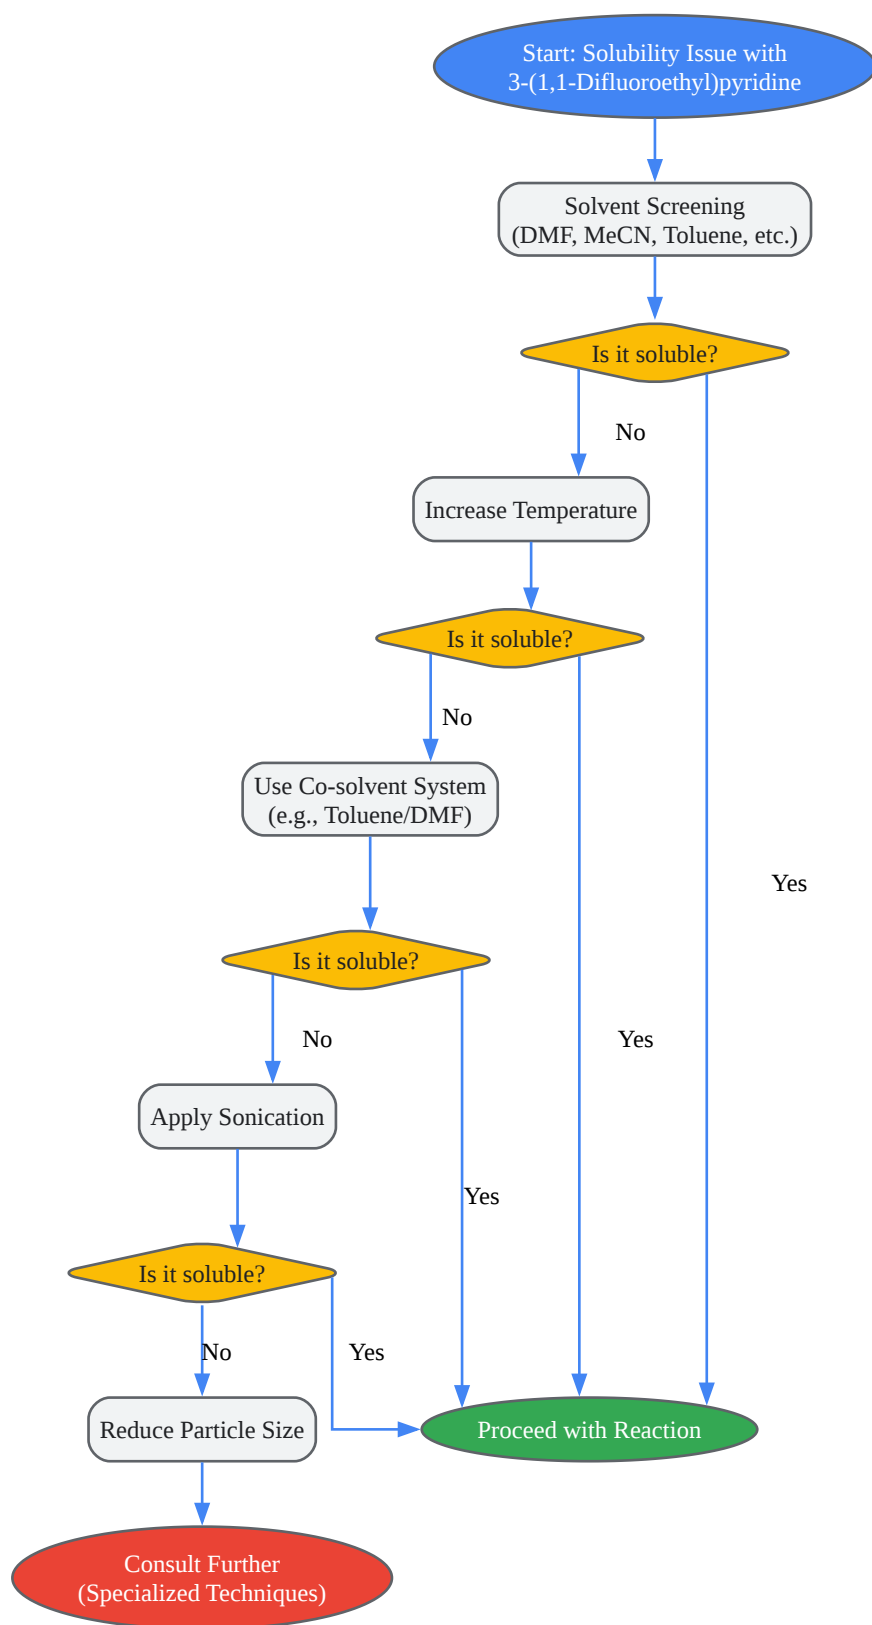 Start: Solubility Issue with
3-(1,1-Difluoroethyl)pyridine
Solvent Screening
(DMF, MeCN, Toluene, etc.)
Is it soluble?
No
Increase Temperature
Is it soluble?
No
Use Co-solvent System
(e.g., Toluene/DMF)
Yes
Is it soluble?
No
Yes
Apply Sonication
Yes
Is it soluble?
No
Yes
Reduce Particle Size
Proceed with Reaction
Consult Further
(Specialized Techniques)